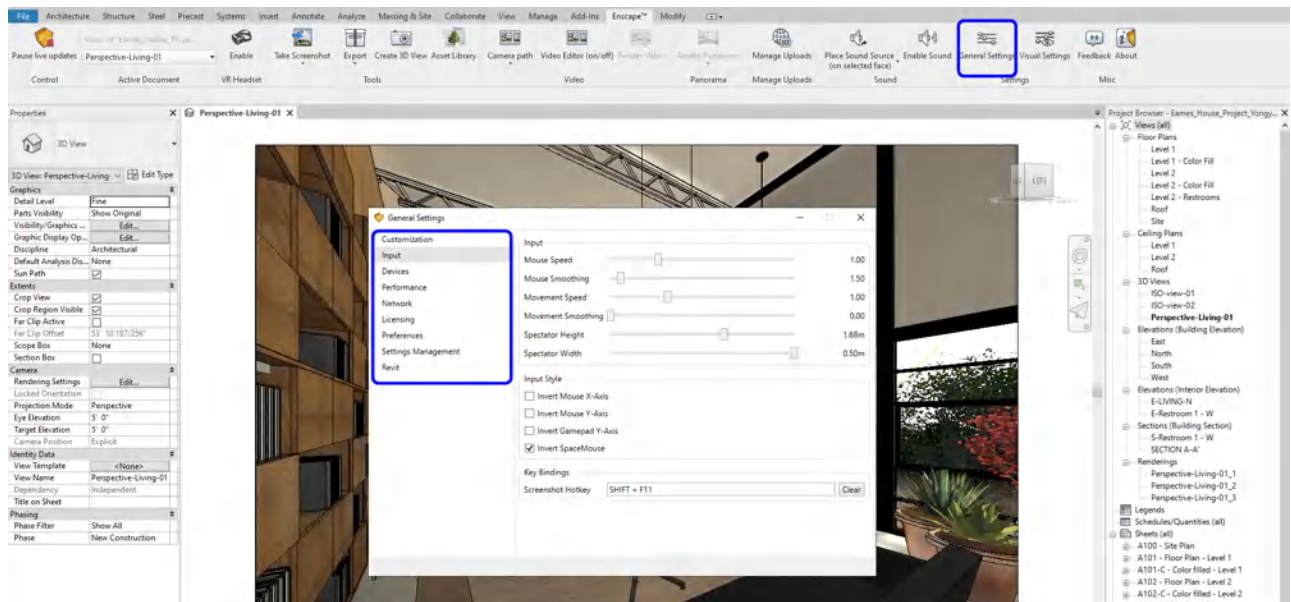 File Architecture Structure Steel Precast Systems Insert Annotate Analyze Massing & Site Collaborate View Manage Add-Ins Enscape™ Modify
Pause live updates Perspective-Living-01 Enable Take Screenshot Export Create 3D View Asset Library Camera path Video Editor (on/off) Render Video Manage Uploads Place Sound Source (on selected face) Enable Sound General Settings Visual Settings Feedback About
Control Active Document VR Headset Tools Video Panorama Manage Uploads Sound Settings Misc
Properties
Perspective-Living-01
Project Browser - Eames_House_Project_Yongy...
3D View
3D View: Perspective-Living- Edit Type
Graphics
Detail Level Fine
Parts Visibility Show Original
Visibility/Graphics ... Edit...
Graphic Display Op... Edit...
Discipline Architectural
Default Analysis Dis... None
Sun Path
Extents
Crop View
Crop Region Visible
Far Clip Active
Far Clip Offset
Scope Box None
Section Box
Camera
Rendering Settings Edit...
Locked Orientation
Projection Mode Perspective
Eye Elevation 5' 0"
Target Elevation 5' 0"
Camera Position Explicit
Identity Data
View Template <None>
View Name Perspective-Living-01
Dependency Independent
Title on Sheet
Phasing
Phase Filter Show All
Phase New Construction
General Settings
Customization
Input
Devices
Performance
Network
Licensing
Preferences
Settings Management
Revit
Input
Mouse Speed 1.00
Mouse Smoothing 1.50
Movement Speed 1.00
Movement Smoothing 0.00
Spectator Height 1.68m
Spectator Width 0.50m
Input Style
Invert Mouse X-Axis
Invert Mouse Y-Axis
Invert Gamepad Y-Axis
Invert SpaceMouse
Key Bindings
Screenshot Hotkey SHIFT + F11 Clear
Views (all)
Floor Plans
Level 1
Level 1 - Color Fill
Level 2
Level 2 - Color Fill
Level 2 - Restrooms
Roof
Site
Ceiling Plans
Level 1
Level 2
Roof
3D Views
ISO-view-01
ISO-view-02
Perspective-Living-01
Elevations (Building Elevation)
East
North
South
West
Elevations (Interior Elevation)
E-LIVING-N
E-Restroom 1 - W
Sections (Building Section)
S-Restroom 1 - W
SECTION A-A'
Renderings
Perspective-Living-01_1
Perspective-Living-01_2
Perspective-Living-01_3
Legends
Schedules/Quantities (all)
Sheets (all)
A100 - Site Plan
A101 - Floor Plan - Level 1
A101-C - Color filled - Level 1
A102 - Floor Plan - Level 2
A102-C - Color filled - Level 2